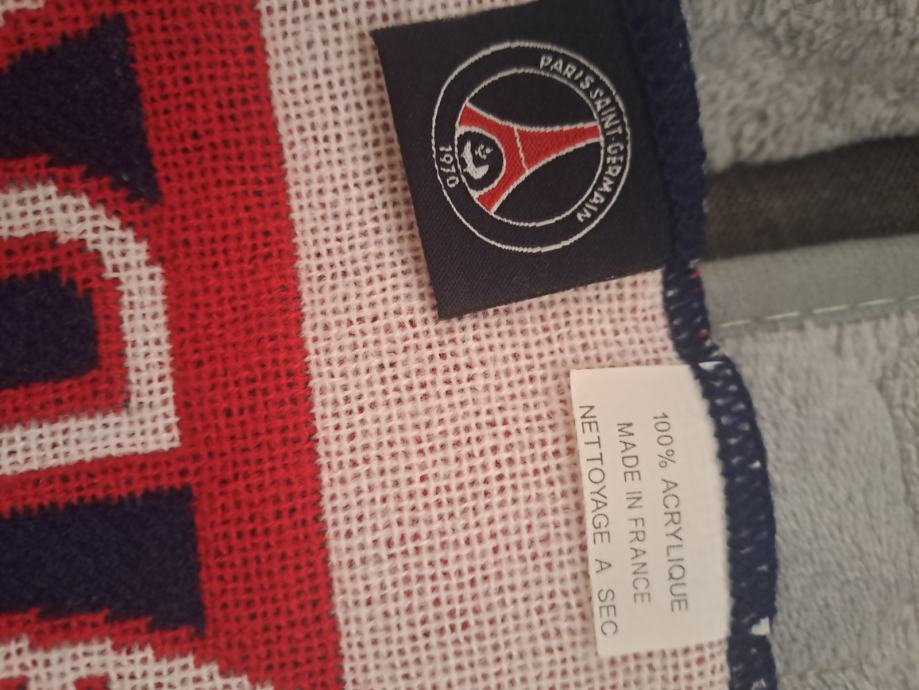 PARIS SAINT-GERMAIN
1970
100% ACRYLIQUE
MADE IN FRANCE
NETTOYAGE A SEC